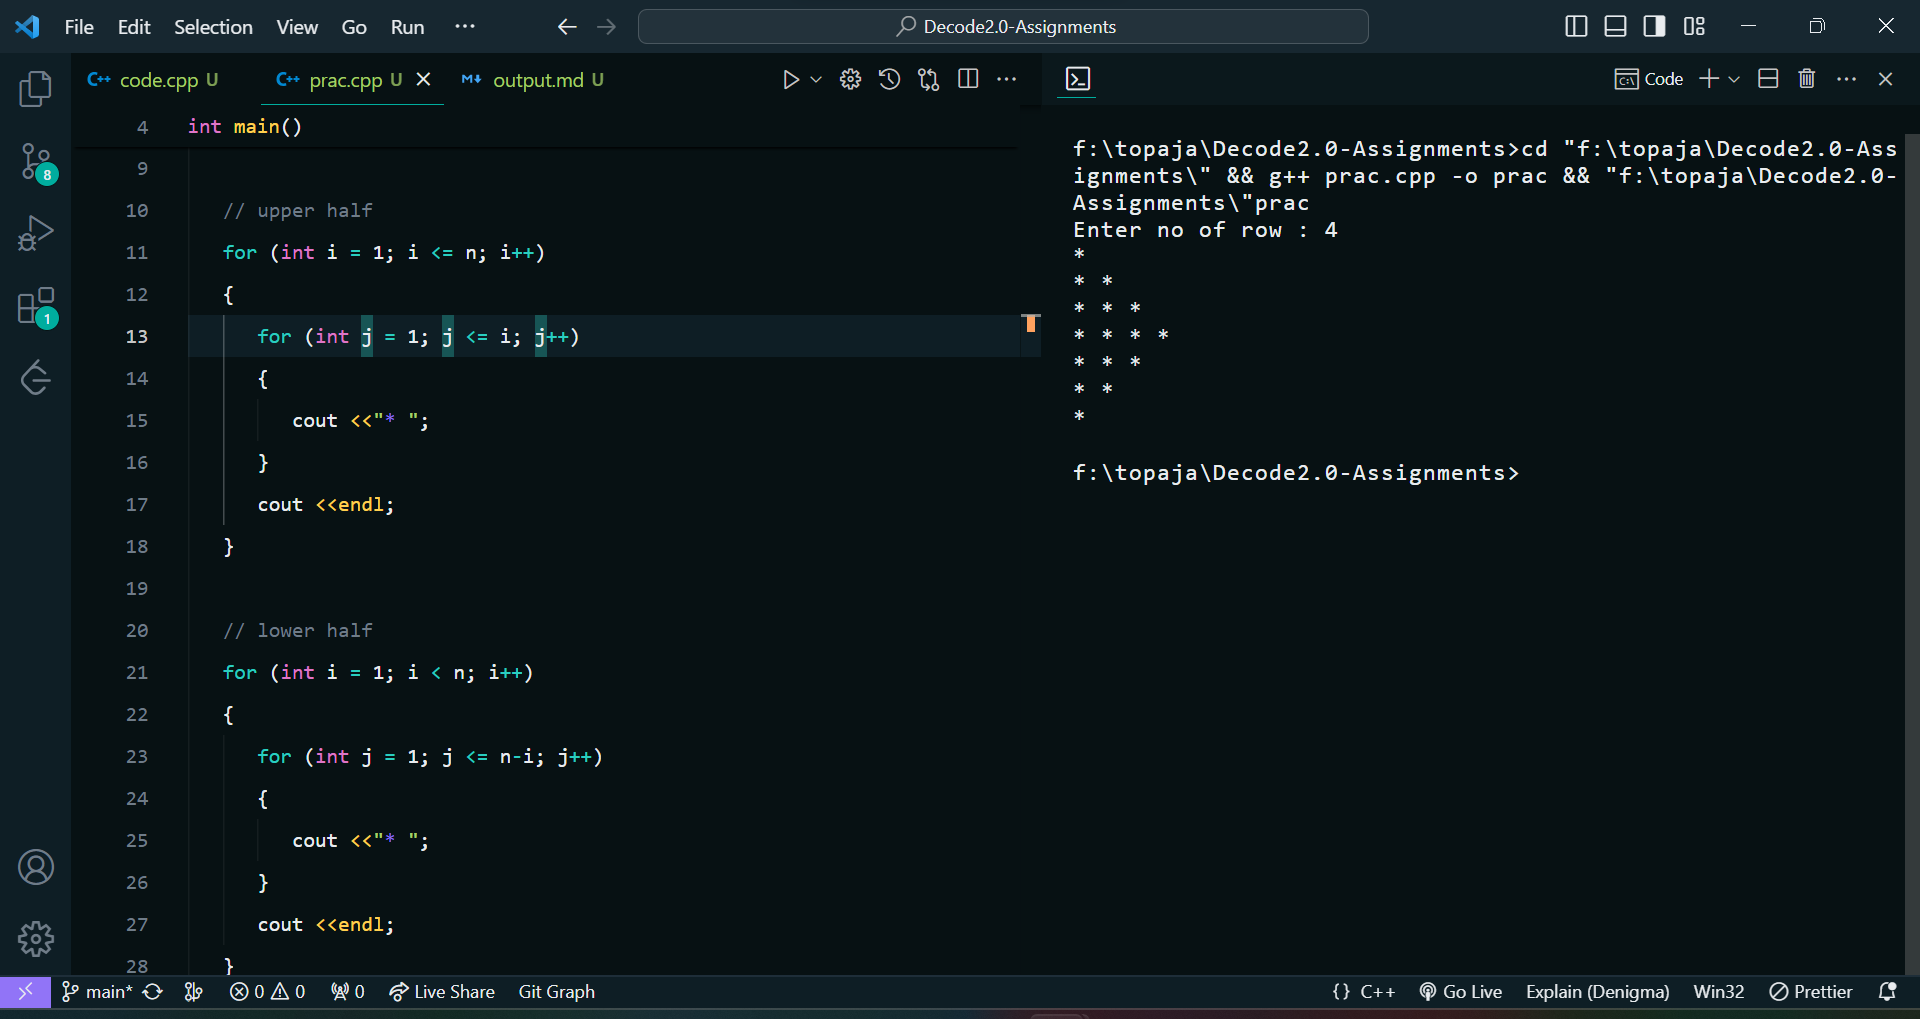 File Edit Selection View Go Run ··· Decode2.0-Assignments
code.cpp U prac.cpp U output.md U
4 int main()
9
10 // upper half
11 for (int i = 1; i <= n; i++)
12 {
13 for (int j = 1; j <= i; j++)
14 {
15 cout <<"* ";
16 }
17 cout <<endl;
18 }
19
20 // lower half
21 for (int i = 1; i < n; i++)
22 {
23 for (int j = 1; j <= n-i; j++)
24 {
25 cout <<"* ";
26 }
27 cout <<endl;
28 }
8
1
Code
f:\topaja\Decode2.0-Assignments>cd "f:\topaja\Decode2.0-Ass
ignments\" && g++ prac.cpp -o prac && "f:\topaja\Decode2.0-
Assignments\"prac
Enter no of row : 4
*
* *
* * *
* * * *
* * *
* *
*
f:\topaja\Decode2.0-Assignments>
main* 0 0 0 Live Share Git Graph {} C++ Go Live Explain (Denigma) Win32 Prettier